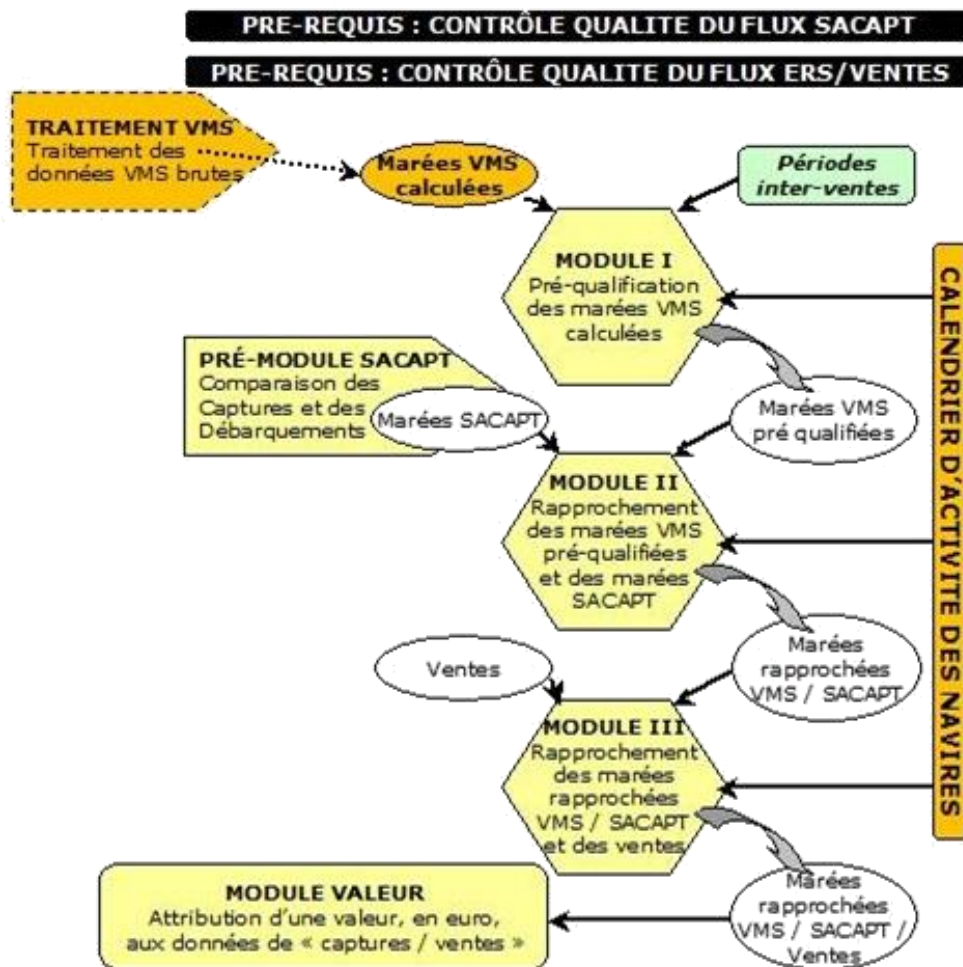 PRE-REQUIS : CONTRÔLE QUALITE DU FLUX SACAPT
PRE-REQUIS : CONTRÔLE QUALITE DU FLUX ERS/VENTES
TRAITEMENT VMS
Traitement des
données VMS brutes
Marées VMS
calculées
Périodes
inter-ventes
MODULE I
Pré-qualification
des marées VMS
calculées
PRÉ-MODULE SACAPT
Comparaison des
Captures et des
Débarquements
Marées SACAPT
Marées VMS
pré qualifiées
MODULE II
Rapprochement
des marées VMS
pré-qualifiées
et des marées
SACAPT
Ventes
Marées
rapprochées
VMS / SACAPT
MODULE III
Rapprochement
des marées
rapprochées
VMS / SACAPT
et des ventes
MODULE VALEUR
Attribution d'une valeur, en euro,
aux données de « captures / ventes »
Marées
rapprochées
VMS / SACAPT /
Ventes
CALENDRIER D'ACTIVITE DES NAVIRES